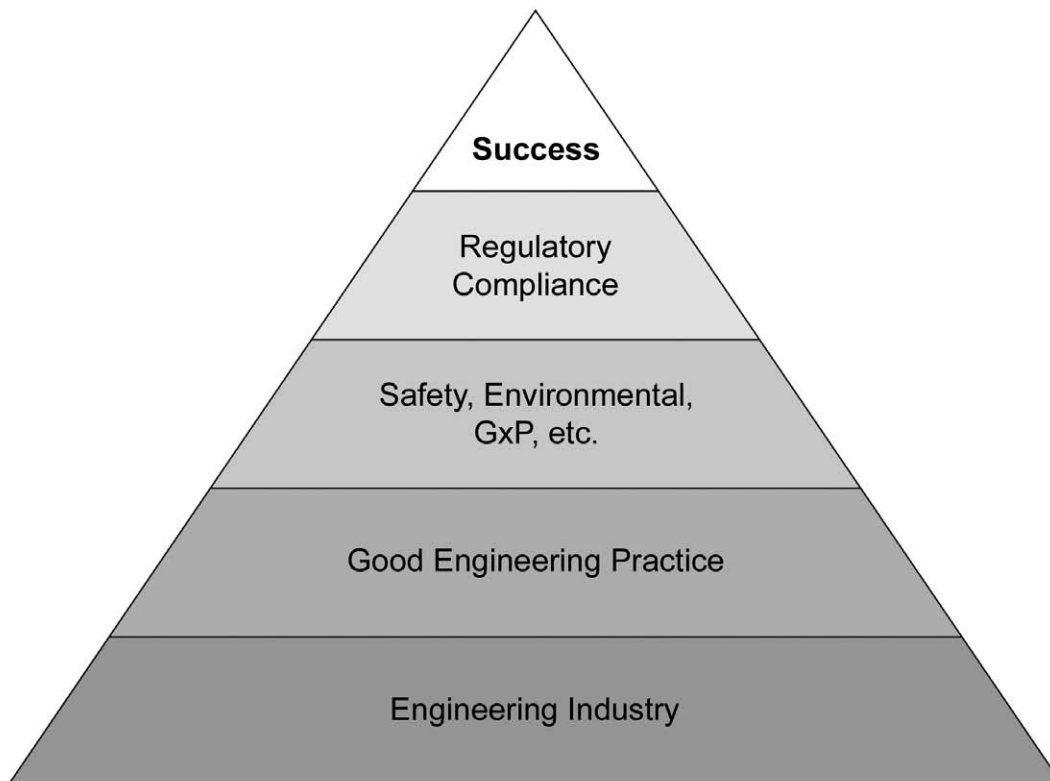 Success
Regulatory
Compliance
Safety, Environmental,
GxP, etc.
Good Engineering Practice
Engineering Industry